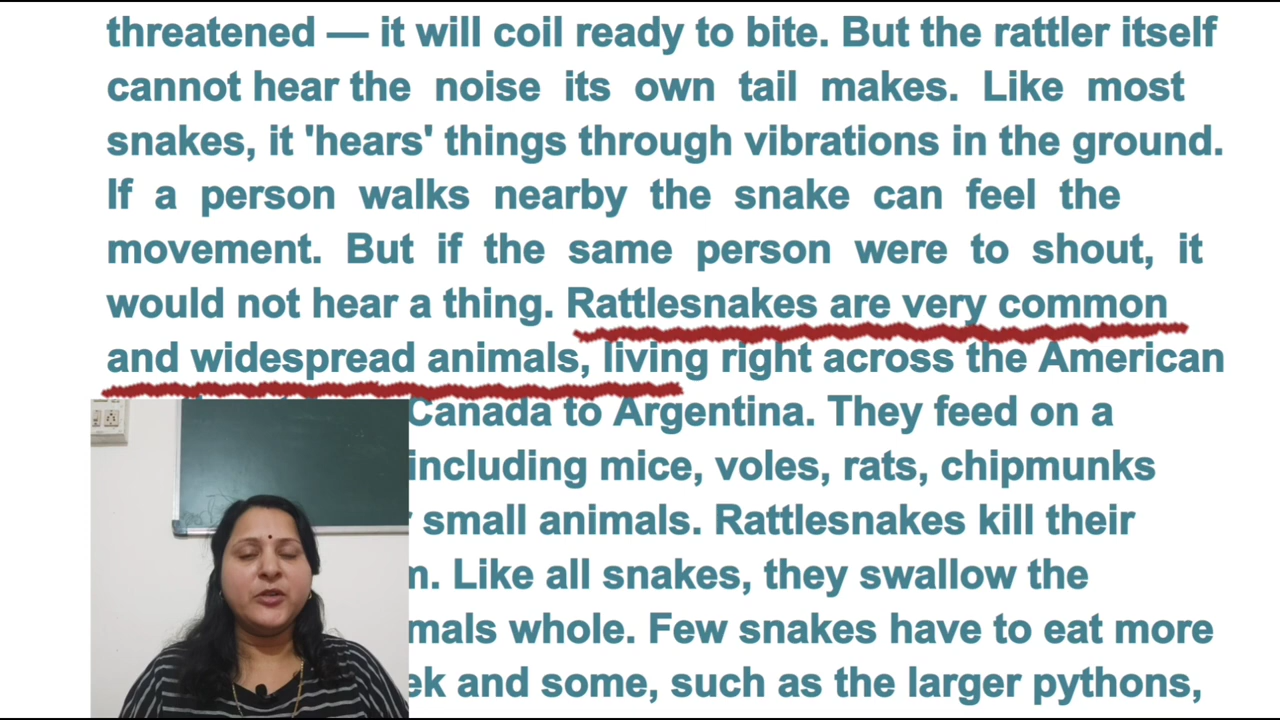 threatened — it will coil ready to bite. But the rattler itself
cannot hear the noise its own tail makes. Like most
snakes, it 'hears' things through vibrations in the ground.
If a person walks nearby the snake can feel the
movement. But if the same person were to shout, it
would not hear a thing. Rattlesnakes are very common
and widespread animals, living right across the American
Canada to Argentina. They feed on a
including mice, voles, rats, chipmunks
small animals. Rattlesnakes kill their
Like all snakes, they swallow the
whole. Few snakes have to eat more
and some, such as the larger pythons,